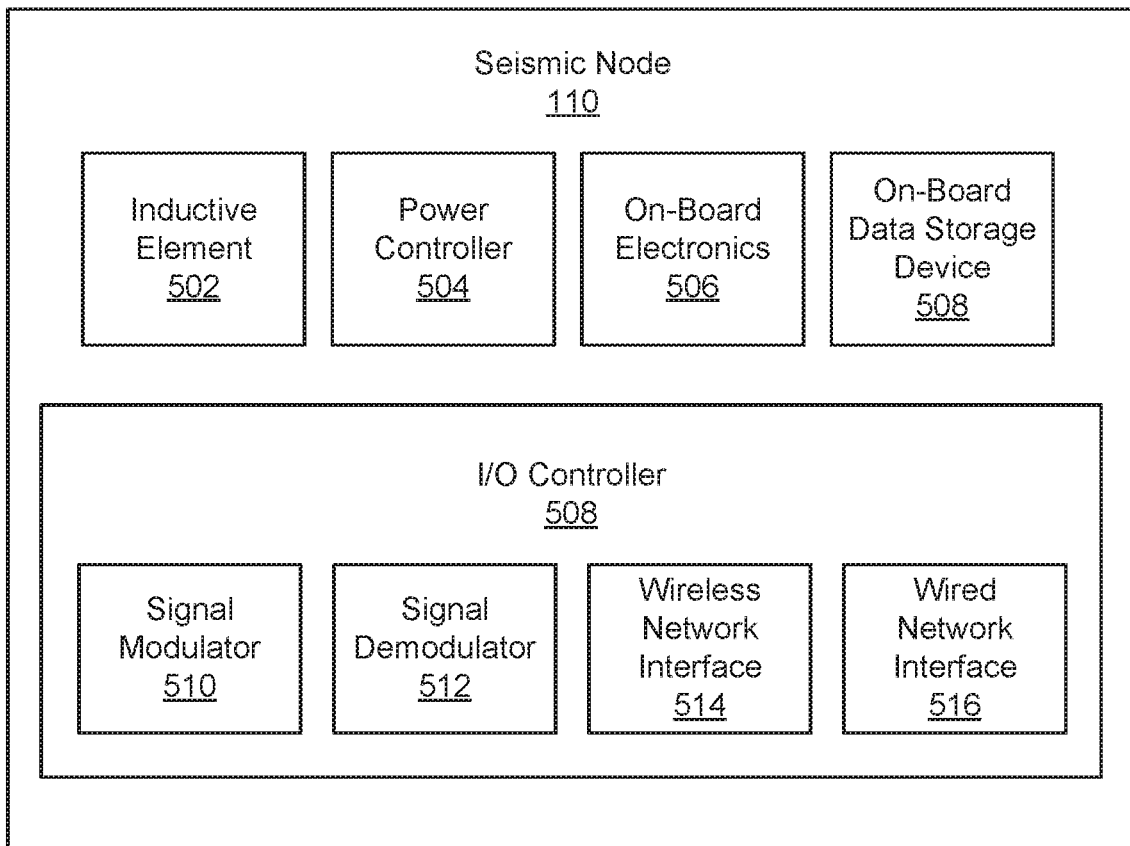 Seismic Node
110
Inductive
Element
502
Power
Controller
504
On-Board
Electronics
506
On-Board
Data Storage
Device
508
I/O Controller
508
Signal
Modulator
510
Signal
Demodulator
512
Wireless
Network
Interface
514
Wired
Network
Interface
516